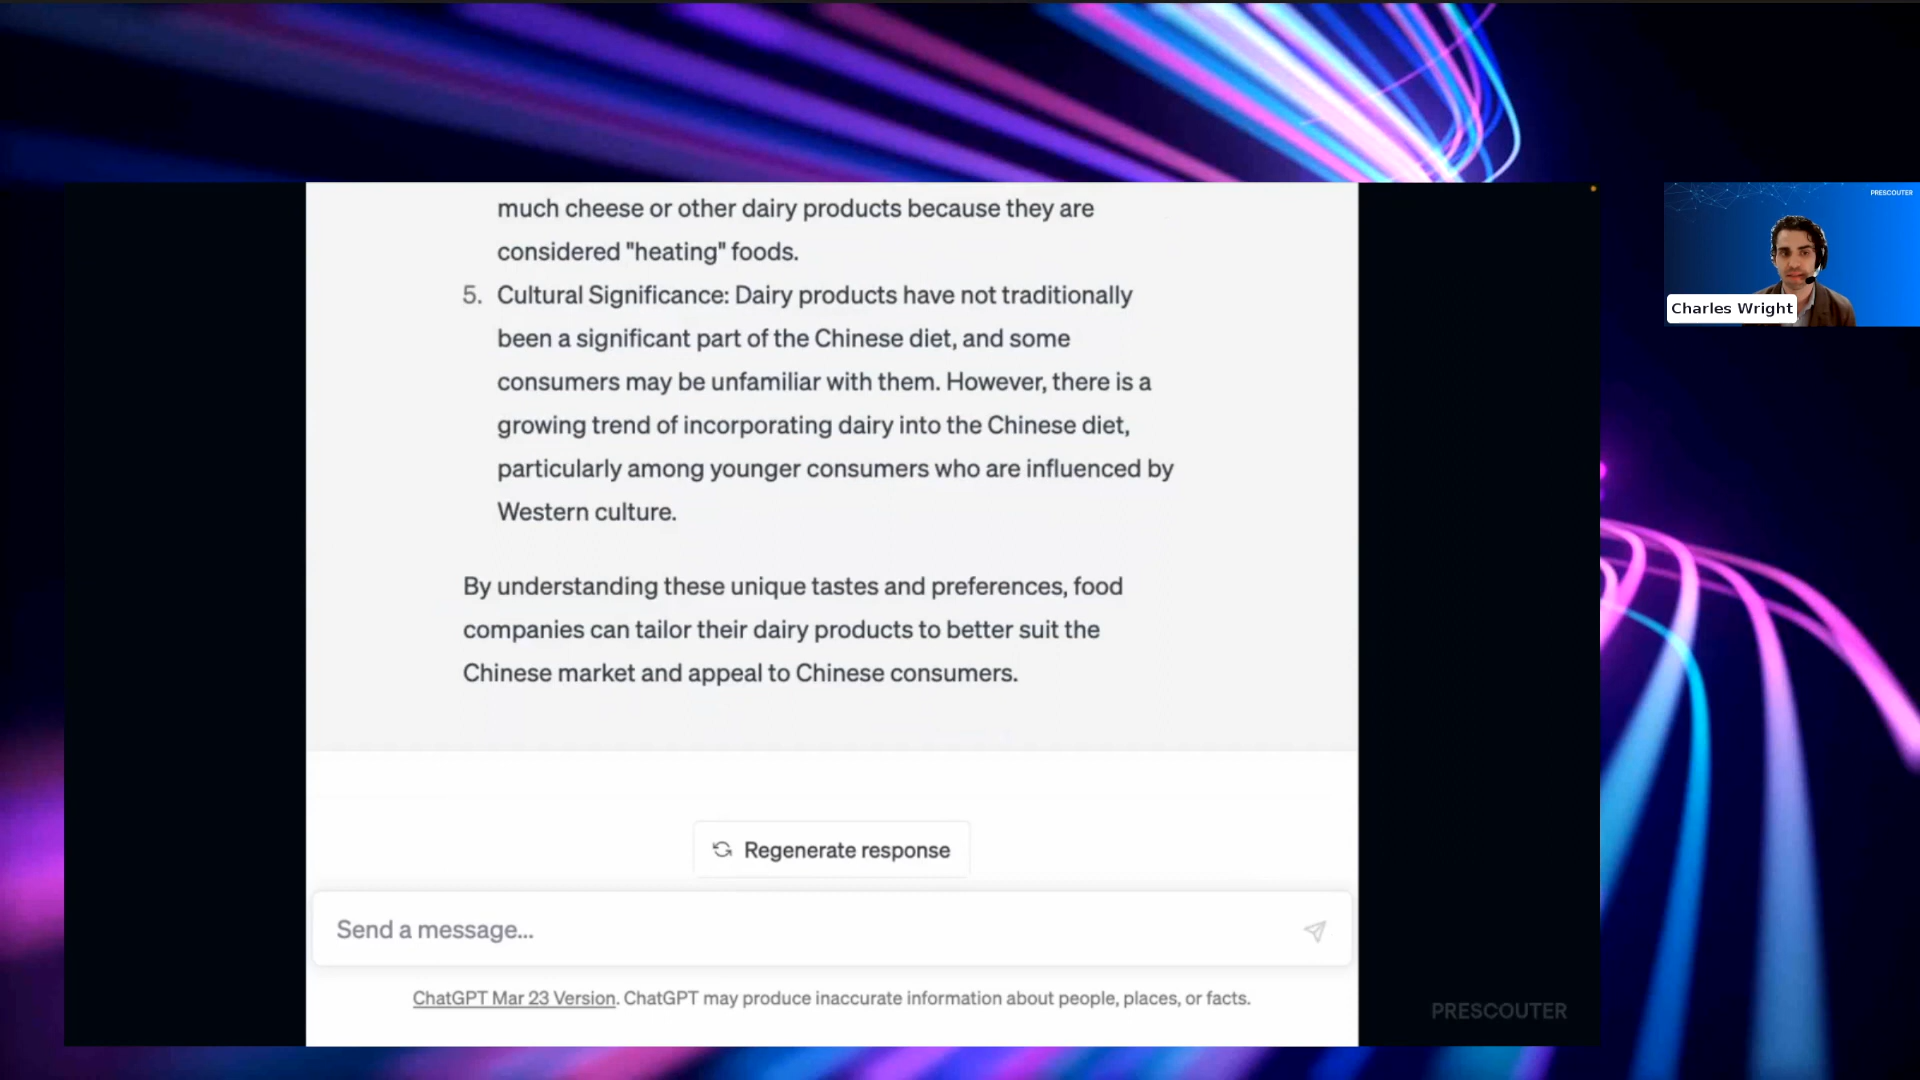 much cheese or other dairy products because they are
considered "heating" foods.
5. Cultural Significance: Dairy products have not traditionally
been a significant part of the Chinese diet, and some
consumers may be unfamiliar with them. However, there is a
growing trend of incorporating dairy into the Chinese diet,
particularly among younger consumers who are influenced by
Western culture.
By understanding these unique tastes and preferences, food
companies can tailor their dairy products to better suit the
Chinese market and appeal to Chinese consumers.
Regenerate response
Send a message...
ChatGPT Mar 23 Version. ChatGPT may produce inaccurate information about people, places, or facts.
PRESCOUTER
PRESCOUTER
Charles Wright